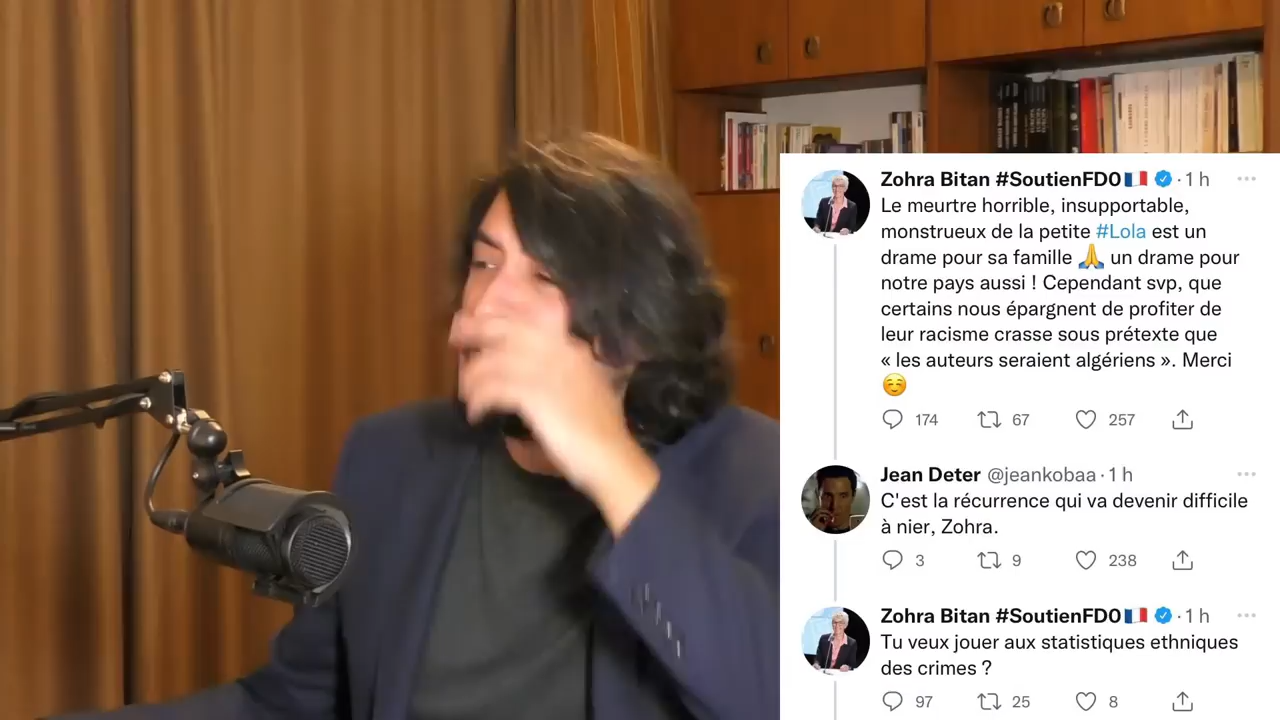 Zohra Bitan #SoutienFDO🇫🇷 · 1 h
Le meurtre horrible, insupportable,
monstrueux de la petite #Lola est un
drame pour sa famille 🙏 un drame pour
notre pays aussi ! Cependant svp, que
certains nous épargnent de profiter de
leur racisme crasse sous prétexte que
« les auteurs seraient algériens ». Merci
☺️
174 67 257
Jean Deter @jeankobaa · 1 h
C'est la récurrence qui va devenir difficile
à nier, Zohra.
3 9 238
Zohra Bitan #SoutienFDO🇫🇷 · 1 h
Tu veux jouer aux statistiques ethniques
des crimes ?
97 25 8